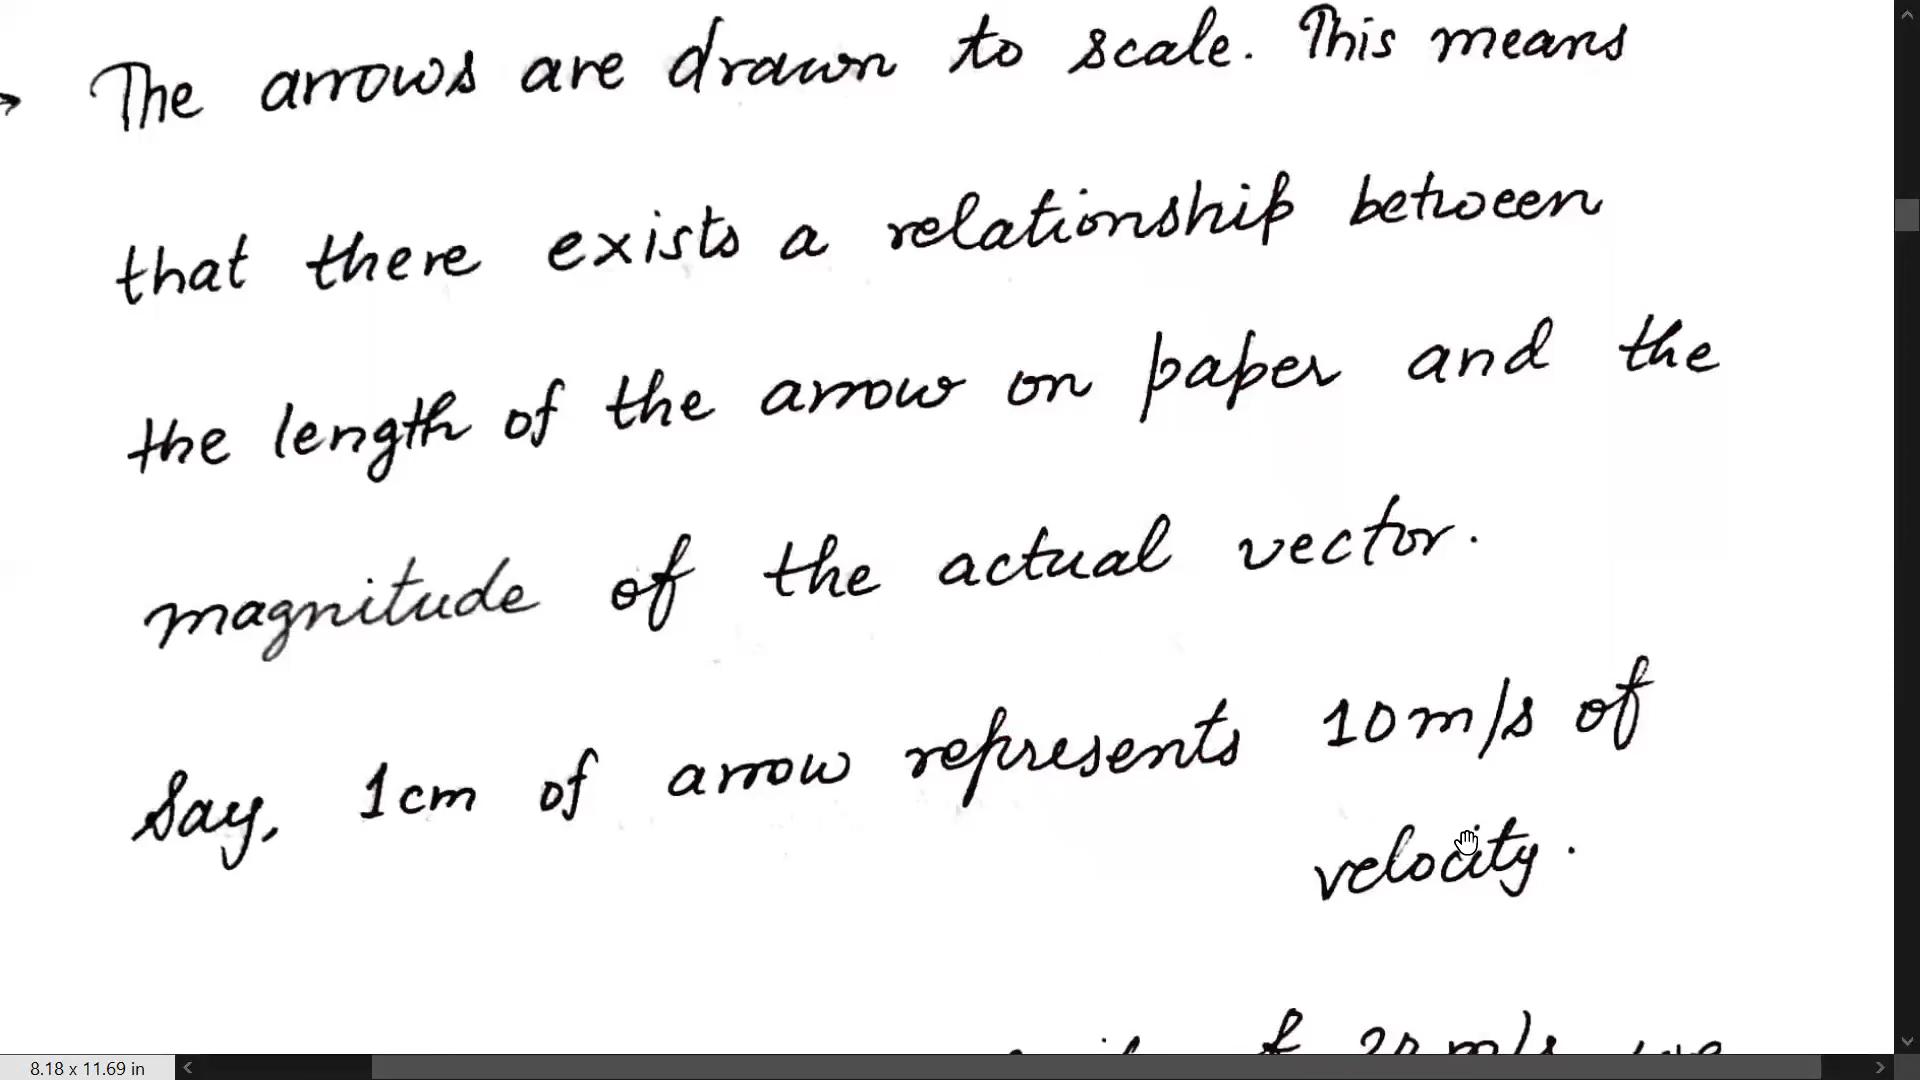 The arrows are drawn to scale. This means
that there exists a relationship between
the length of the arrow on paper and the
magnitude of the actual vector.
Say, 1cm of arrow represents 10m/s of
velocity.
8.18 x 11.69 in